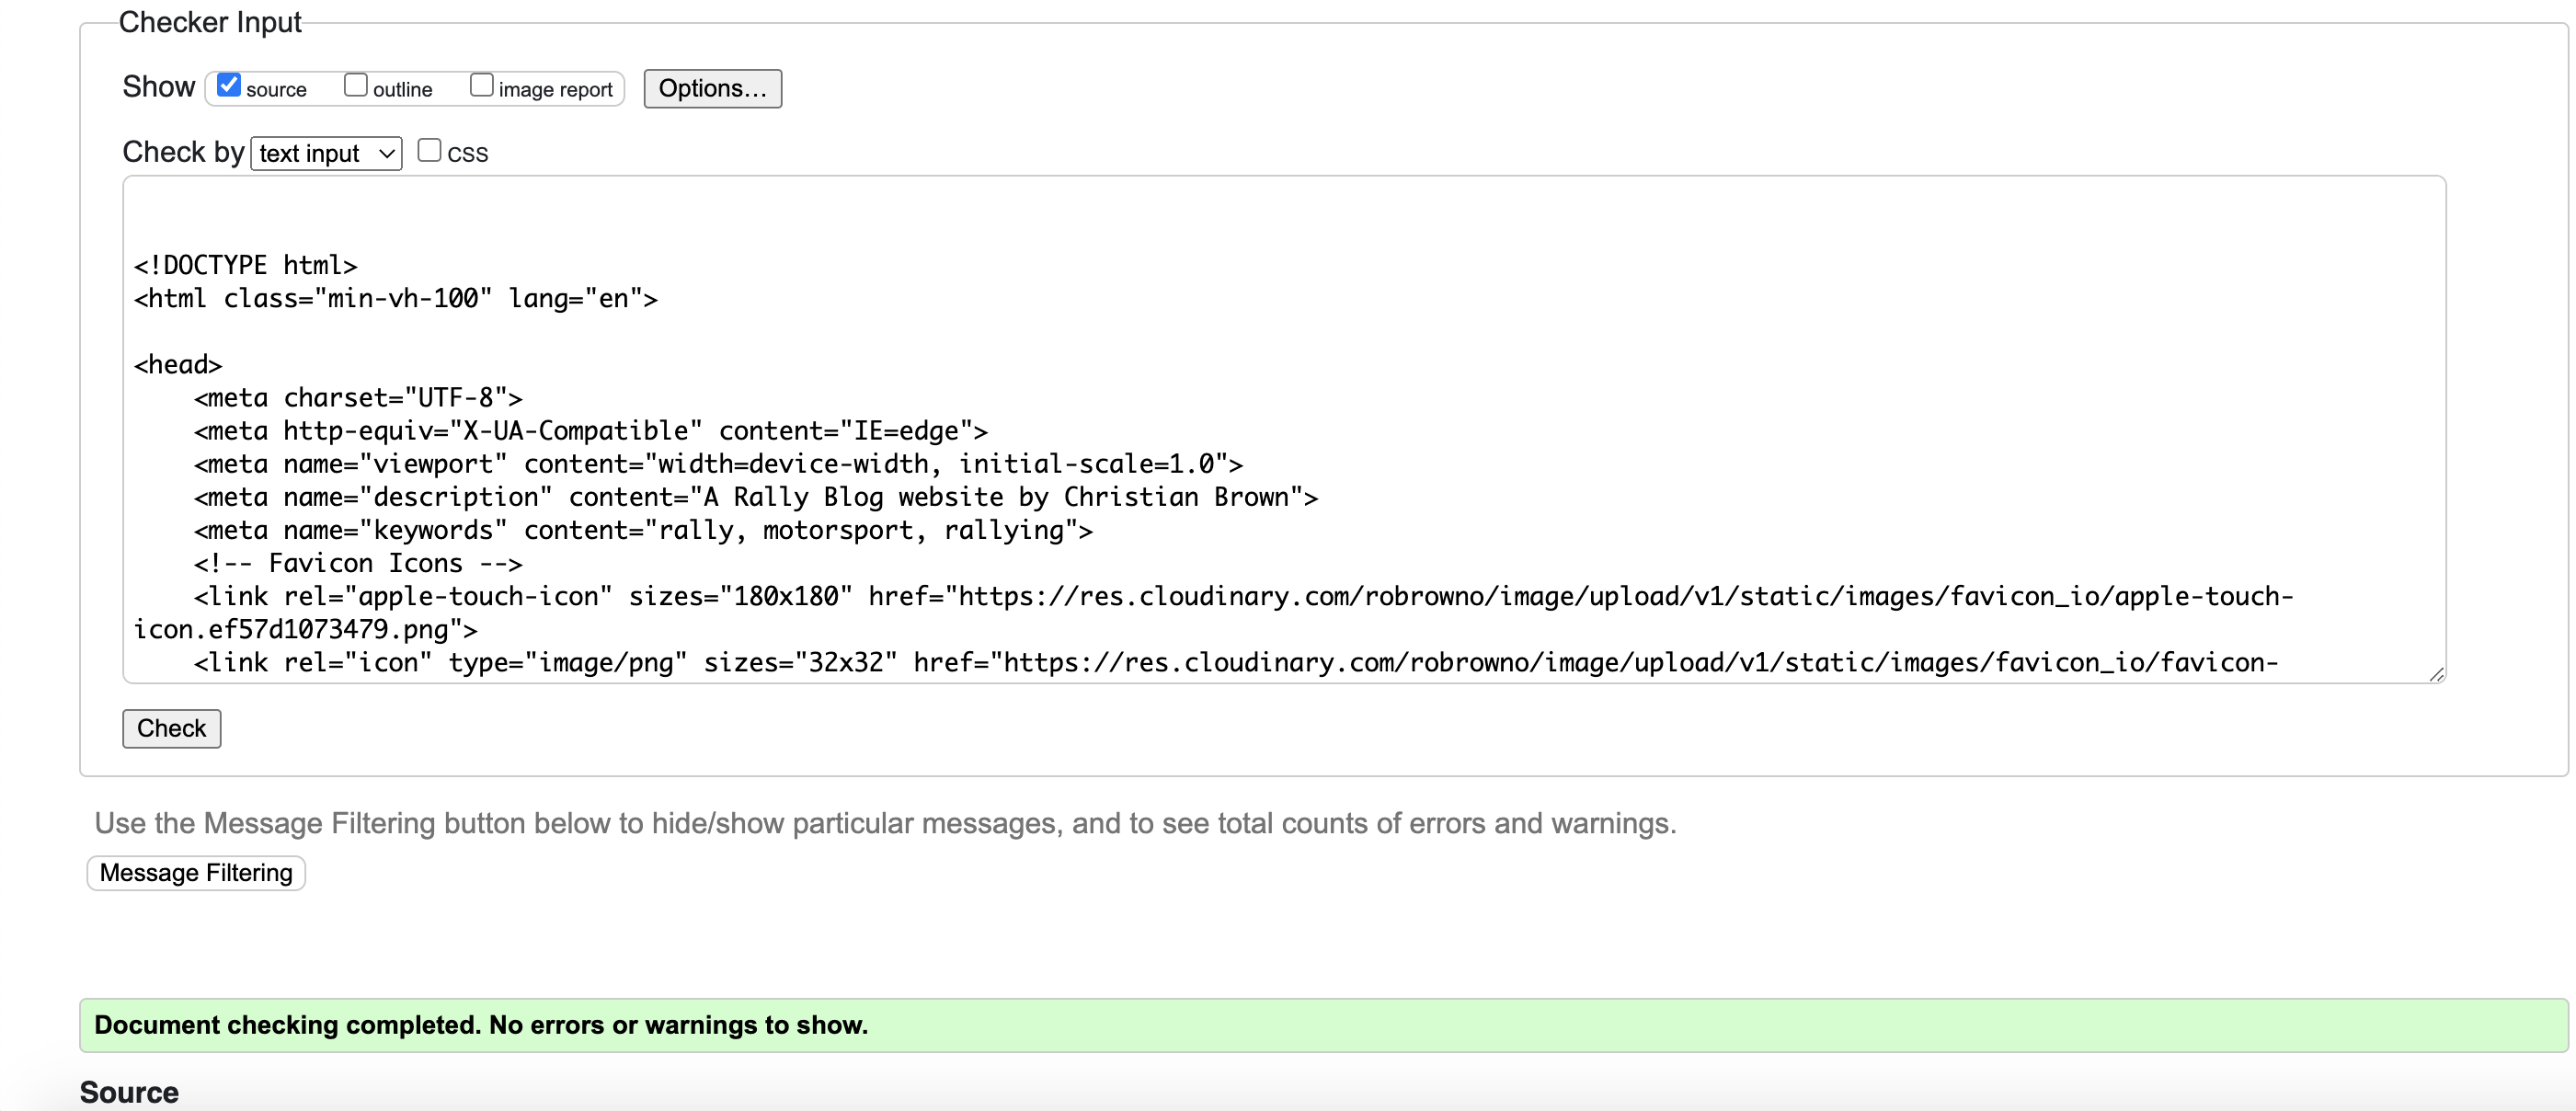 Checker Input
Show source outline image report Options...
Check by text input CSS
<!DOCTYPE html>
<html class="min-vh-100" lang="en">
<head>
    <meta charset="UTF-8">
    <meta http-equiv="X-UA-Compatible" content="IE=edge">
    <meta name="viewport" content="width=device-width, initial-scale=1.0">
    <meta name="description" content="A Rally Blog website by Christian Brown">
    <meta name="keywords" content="rally, motorsport, rallying">
    <!-- Favicon Icons -->
    <link rel="apple-touch-icon" sizes="180x180" href="https://res.cloudinary.com/robrowno/image/upload/v1/static/images/favicon_io/apple-touch-
icon.ef57d1073479.png">
    <link rel="icon" type="image/png" sizes="32x32" href="https://res.cloudinary.com/robrowno/image/upload/v1/static/images/favicon_io/favicon-
Check
Use the Message Filtering button below to hide/show particular messages, and to see total counts of errors and warnings.
Message Filtering
Document checking completed. No errors or warnings to show.
Source